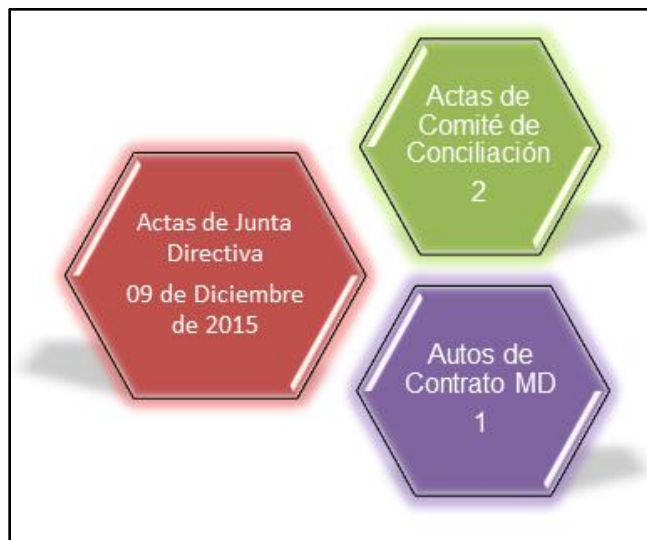 Actas de Junta
Directiva
09 de Diciembre
de 2015
Actas de
Comité de
Conciliación
2
Autos de
Contrato MD
1